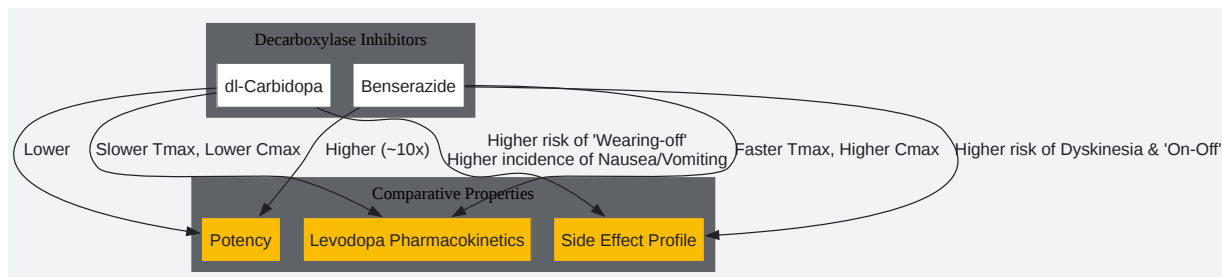 Decarboxylase Inhibitors
dl-Carbidopa
Benserazide
Lower
Slower Tmax, Lower Cmax
Higher (~10x)
Higher risk of 'Wearing-off'
Higher incidence of Nausea/Vomiting
Faster Tmax, Higher Cmax
Higher risk of Dyskinesia & 'On-Off'
Comparative Properties
Potency
Levodopa Pharmacokinetics
Side Effect Profile